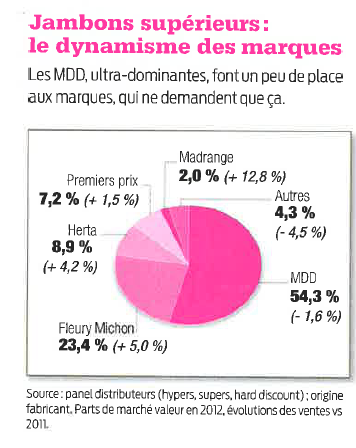 Jambons supérieurs :
le dynamisme des marques
Les MDD, ultra-dominantes, font un peu de place
aux marques, qui ne demandent que ça.
Madrange
2,0 % (+ 12,8 %)
Premiers prix
7,2 % (+ 1,5 %)
Autres
4,3 %
(- 4,5 %)
Herta
8,9 %
(+ 4,2 %)
MDD
54,3 %
(- 1,6 %)
Fleury Michon
23,4 % (+ 5,0 %)
Source : panel distributeurs (hypers, supers, hard discount) ; origine
fabricant. Parts de marché valeur en 2012, évolutions des ventes vs
2011.